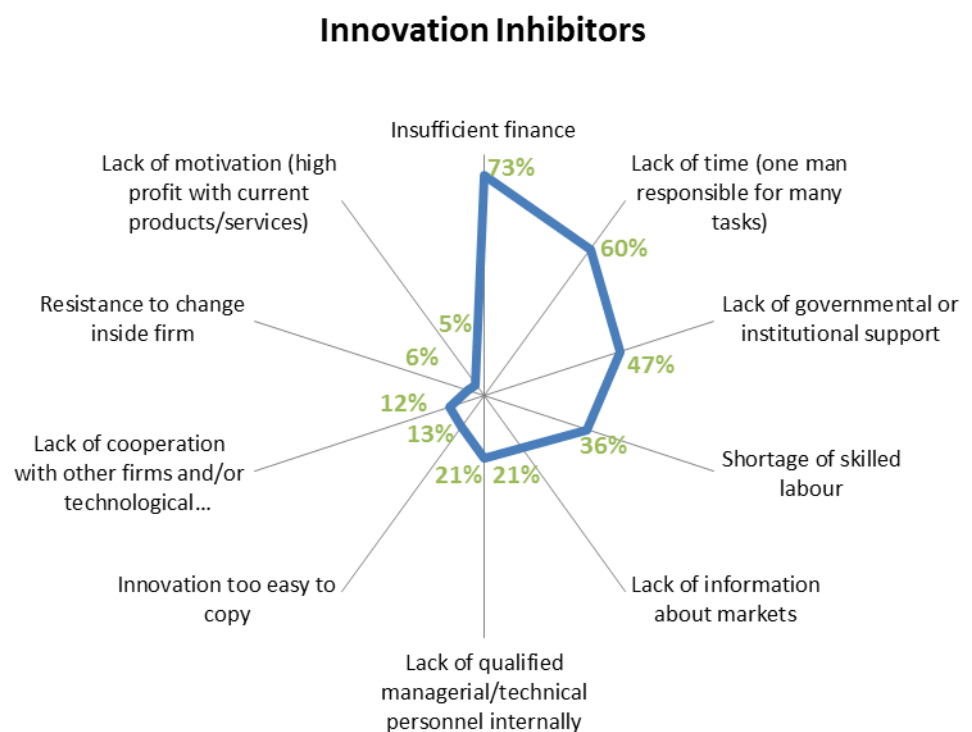 Innovation Inhibitors
Insufficient finance
73%
Lack of time (one man
responsible for many
tasks)
60%
Lack of governmental or
institutional support
47%
Shortage of skilled
labour
36%
Lack of information
about markets
21%
Lack of qualified
managerial/technical
personnel internally
21%
Innovation too easy to
copy
13%
Lack of cooperation
with other firms and/or
technological...
12%
Resistance to change
inside firm
6%
Lack of motivation (high
profit with current
products/services)
5%